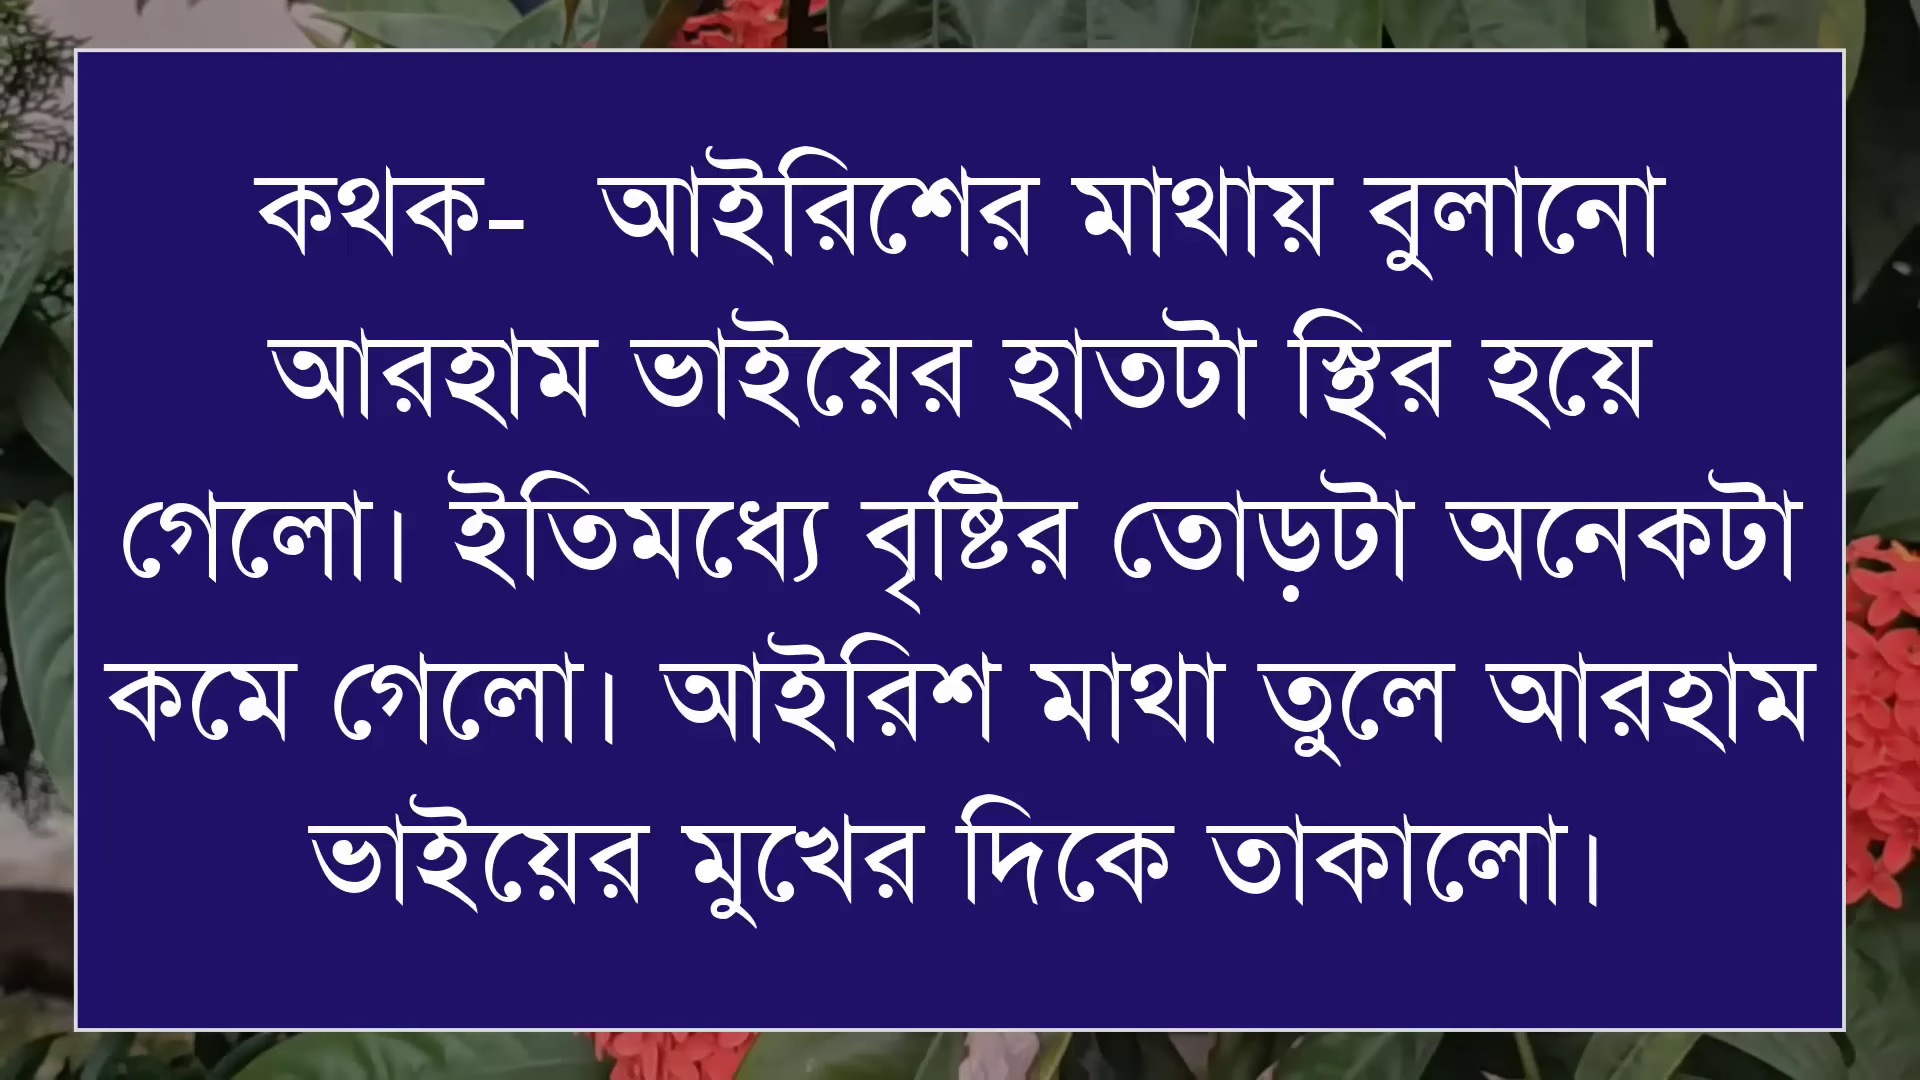 কথক-  আইরিশের মাথায় বুলানো
আরহাম ভাইয়ের হাতটা স্থির হয়ে
গেলো। ইতিমধ্যে বৃষ্টির তোড়টা অনেকটা
কমে গেলো। আইরিশ মাথা তুলে আরহাম
ভাইয়ের মুখের দিকে তাকালো।